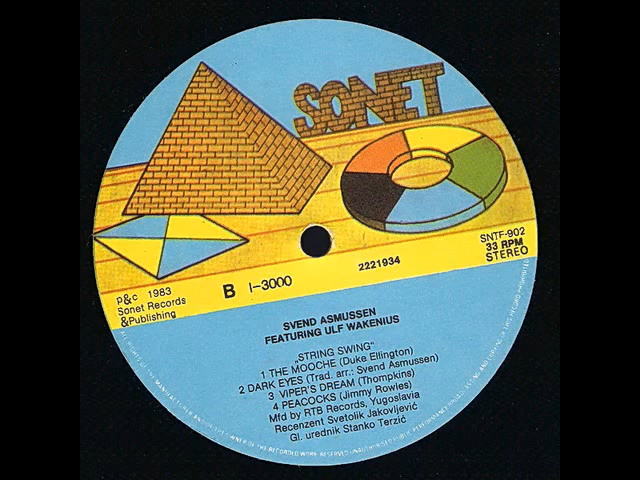 SONET
SNTF-902
33 RPM
STEREO
2221934
p&c 1983
Sonet Records
&Publishing
B I-3000
SVEND ASMUSSEN
FEATURING ULF WAKENIUS
„STRING SWING"
1 THE MOOCHE (Duke Ellington)
2 DARK EYES (Trad. arr.: Svend Asmussen)
3 VIPER'S DREAM (Thompkins)
4 PEACOCKS (Jimmy Rowles)
Mfd by RTB Records, Yugoslavia
Recenzent Svetolik Jakovljević
Gl. urednik Stanko Terzić